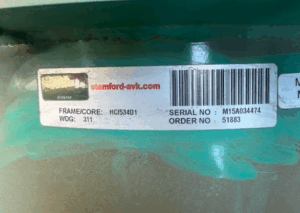 stamford-avk.com
FRAME/CORE: HCI534D1
WDG: 311
SERIAL NO : M15A034474
ORDER NO : 51883